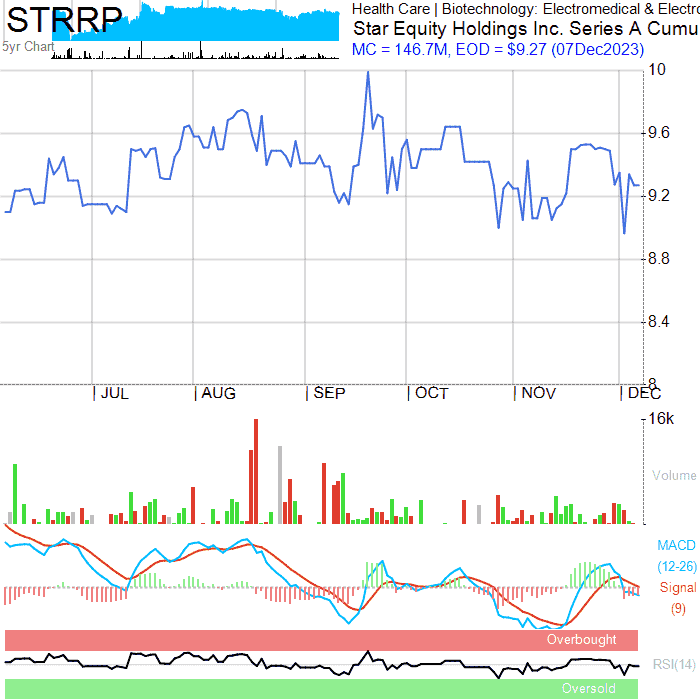 STRRP
5yr Chart
Health Care | Biotechnology: Electromedical & Electro
Star Equity Holdings Inc. Series A Cumu
MC = 146.7M, EOD = $9.27 (07Dec2023)
10
9.6
9.2
8.8
8.4
8
JUL AUG SEP OCT NOV DEC
16k
Volume
MACD
(12-26)
Signal
(9)
Overbought
RSI(14)
Oversold